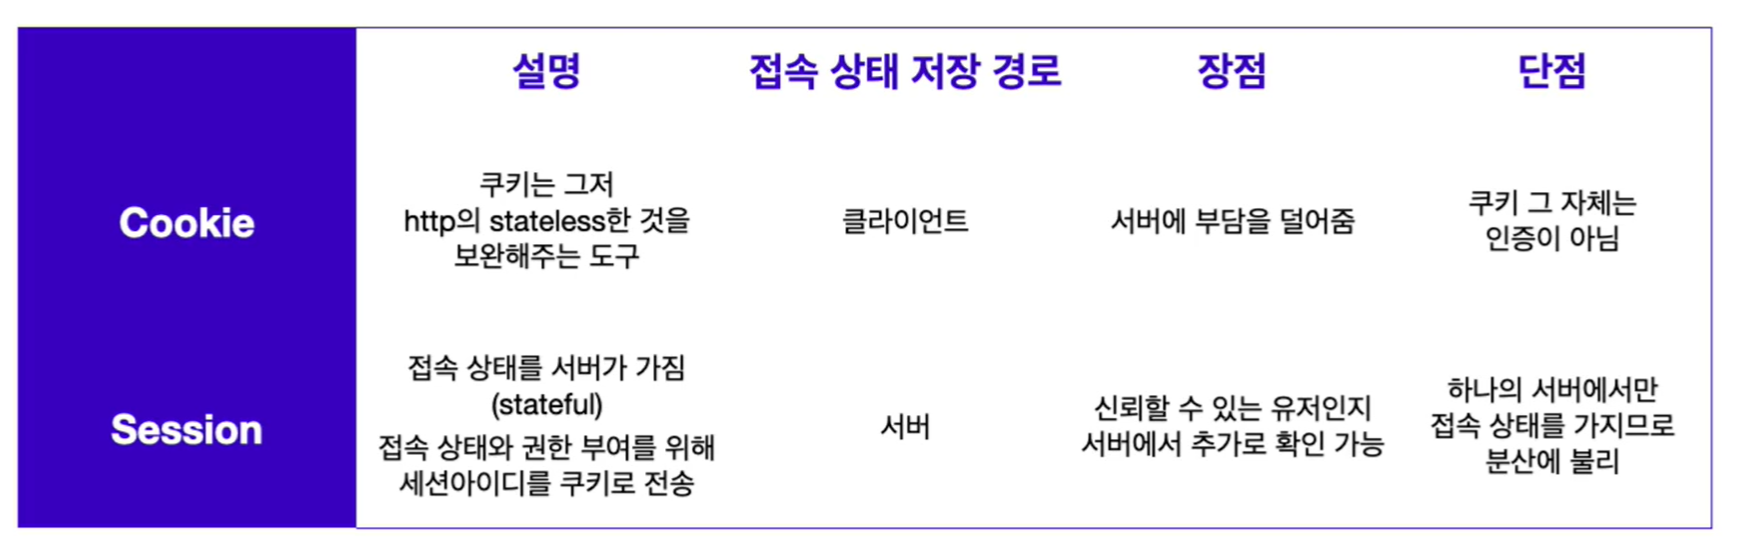 설명
접속 상태 저장 경로
장점
단점
Cookie
쿠키는 그저
http의 stateless한 것을
보완해주는 도구
클라이언트
서버에 부담을 덜어줌
쿠키 그 자체는
인증이 아님
Session
접속 상태를 서버가 가짐
(stateful)
접속 상태와 권한 부여를 위해
세션아이디를 쿠키로 전송
서버
신뢰할 수 있는 유저인지
서버에서 추가로 확인 가능
하나의 서버에서만
접속 상태를 가지므로
분산에 불리